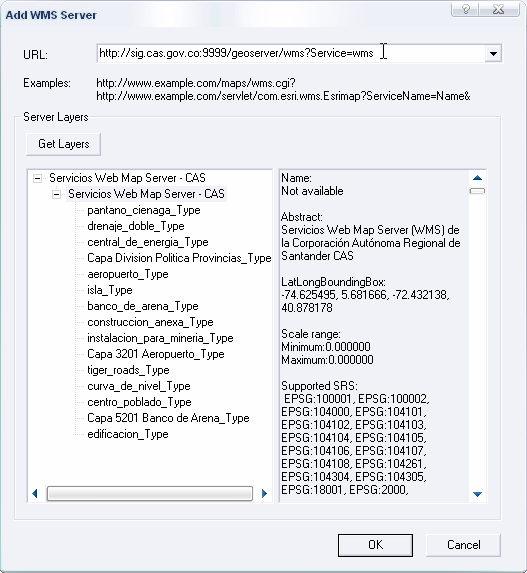 Add WMS Server
URL:
http://sig.cas.gov.co:9999/geoserver/wms?Service=wms
Examples:
http://www.example.com/maps/wms.cgi?
http://www.example.com/servlet/com.esri.wms.Esrimap?ServiceName=Name&
Server Layers
Get Layers
Servicios Web Map Server - CAS
Servicios Web Map Server - CAS
pantano_cienaga_Type
drenaje_doble_Type
central_de_energia_Type
Capa Division Politica Provincias_Type
aeropuerto_Type
isla_Type
banco_de_arena_Type
construccion_anexa_Type
instalacion_para_mineria_Type
Capa 3201 Aeropuerto_Type
tiger_roads_Type
curva_de_nivel_Type
centro_poblado_Type
Capa 5201 Banco de Arena_Type
edificacion_Type
Name:
Not available
Abstract:
Servicios Web Map Server (WMS) de
la Corporación Autónoma Regional de
Santander CAS
LatLongBoundingBox:
-74.625495, 5.681666, -72.432138,
40.878178
Scale range:
Minimum:0.000000
Maximum:0.000000
Supported SRS:
EPSG:100001, EPSG:100002,
EPSG:104000, EPSG:104101,
EPSG:104102, EPSG:104103,
EPSG:104104, EPSG:104105,
EPSG:104106, EPSG:104107,
EPSG:104108, EPSG:104261,
EPSG:104304, EPSG:104305,
EPSG:18001, EPSG:2000,
OK
Cancel